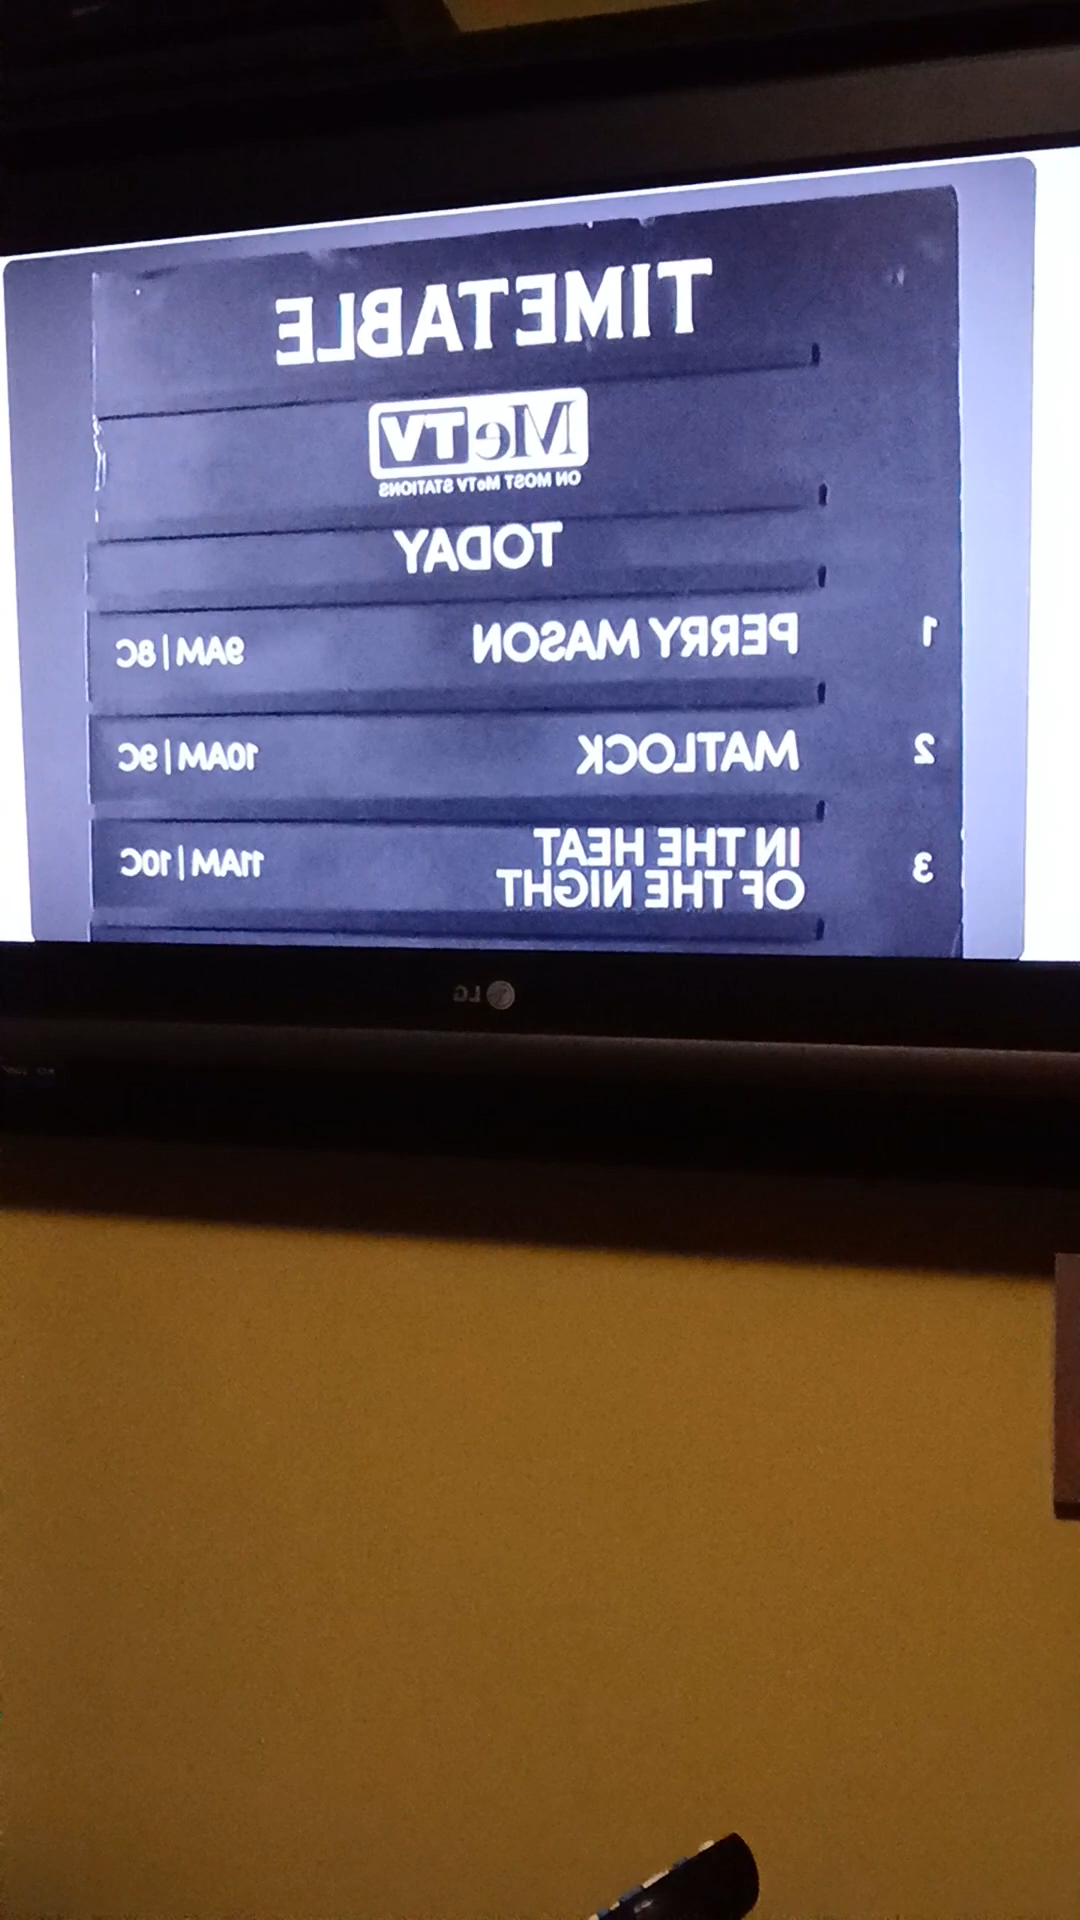 TIMETABLE
MeTV
ON MOST MeTV STATIONS
TODAY
1 PERRY MASON 9AM | 8C
2 MATLOCK 10AM | 9C
3 IN THE HEAT
OF THE NIGHT 11AM | 10C
LG